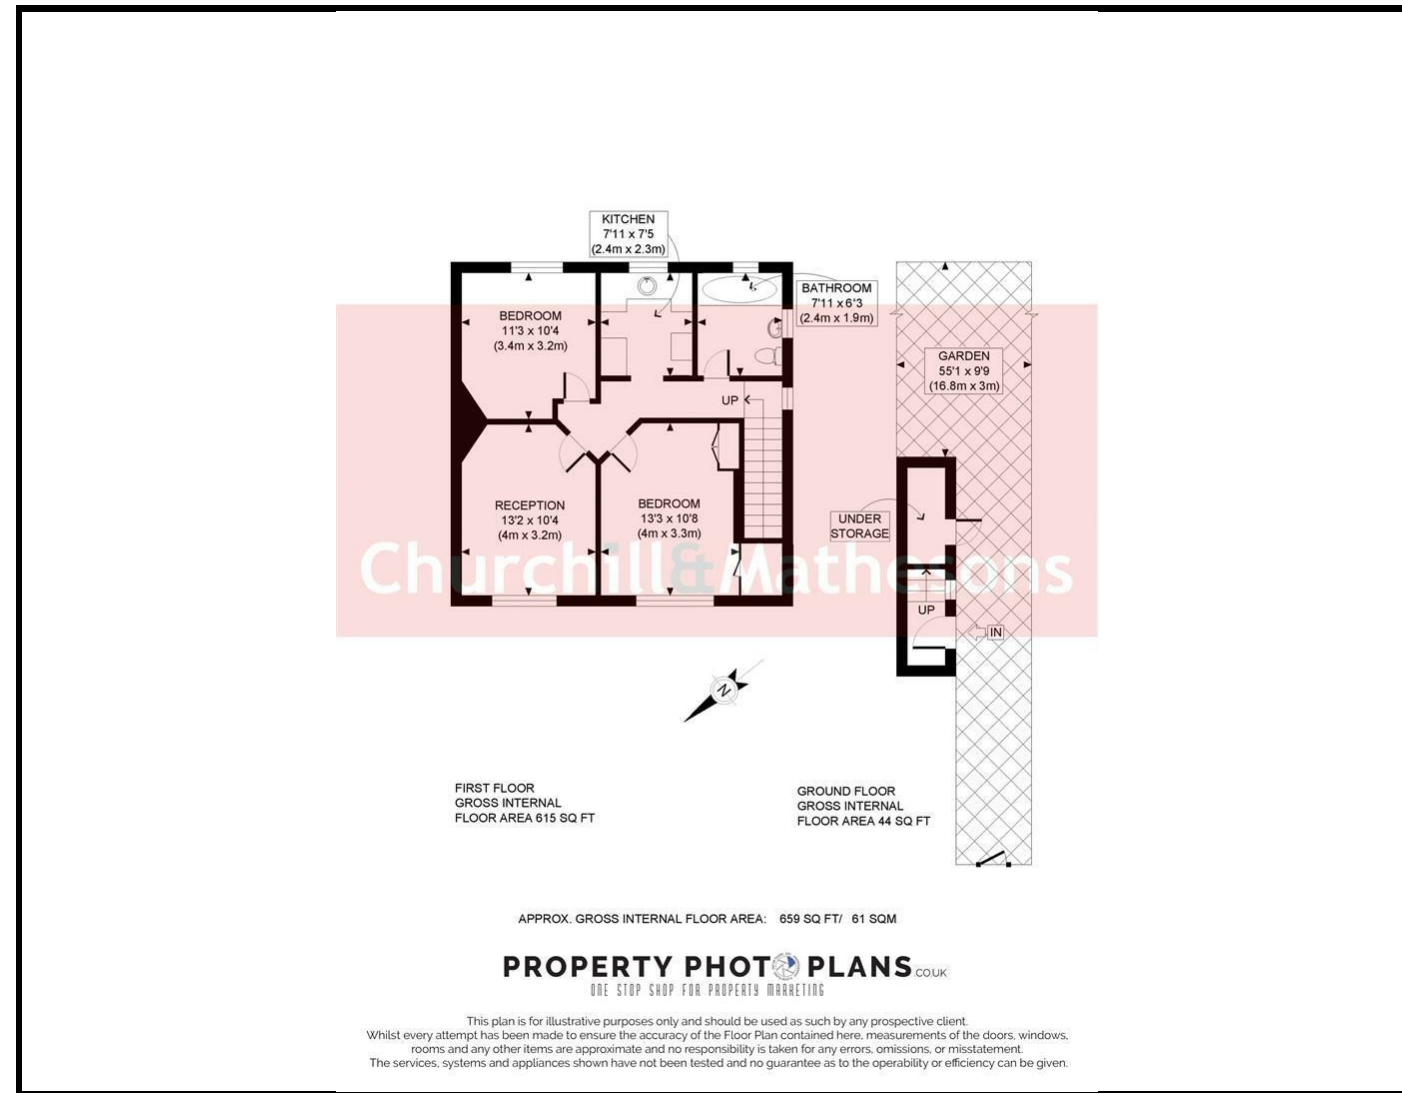 KITCHEN
7'11 x 7'5
(2.4m x 2.3m)
BEDROOM
11'3 x 10'4
(3.4m x 3.2m)
BATHROOM
7'11 x 6'3
(2.4m x 1.9m)
GARDEN
55'1 x 9'9
(16.8m x 3m)
UP
RECEPTION
13'2 x 10'4
(4m x 3.2m)
BEDROOM
13'3 x 10'8
(4m x 3.3m)
UNDER
STORAGE
Churchill&Mathesons
UP
IN
N
FIRST FLOOR
GROSS INTERNAL
FLOOR AREA 615 SQ FT
GROUND FLOOR
GROSS INTERNAL
FLOOR AREA 44 SQ FT
APPROX. GROSS INTERNAL FLOOR AREA: 659 SQ FT/ 61 SQM
PROPERTY PHOTO PLANS.CO.UK
ONE STOP SHOP FOR PROPERTY MARKETING
This plan is for illustrative purposes only and should be used as such by any prospective client.
Whilst every attempt has been made to ensure the accuracy of the Floor Plan contained here, measurements of the doors, windows,
rooms and any other items are approximate and no responsibility is taken for any errors, omissions, or misstatement.
The services, systems and appliances shown have not been tested and no guarantee as to the operability or efficiency can be given.